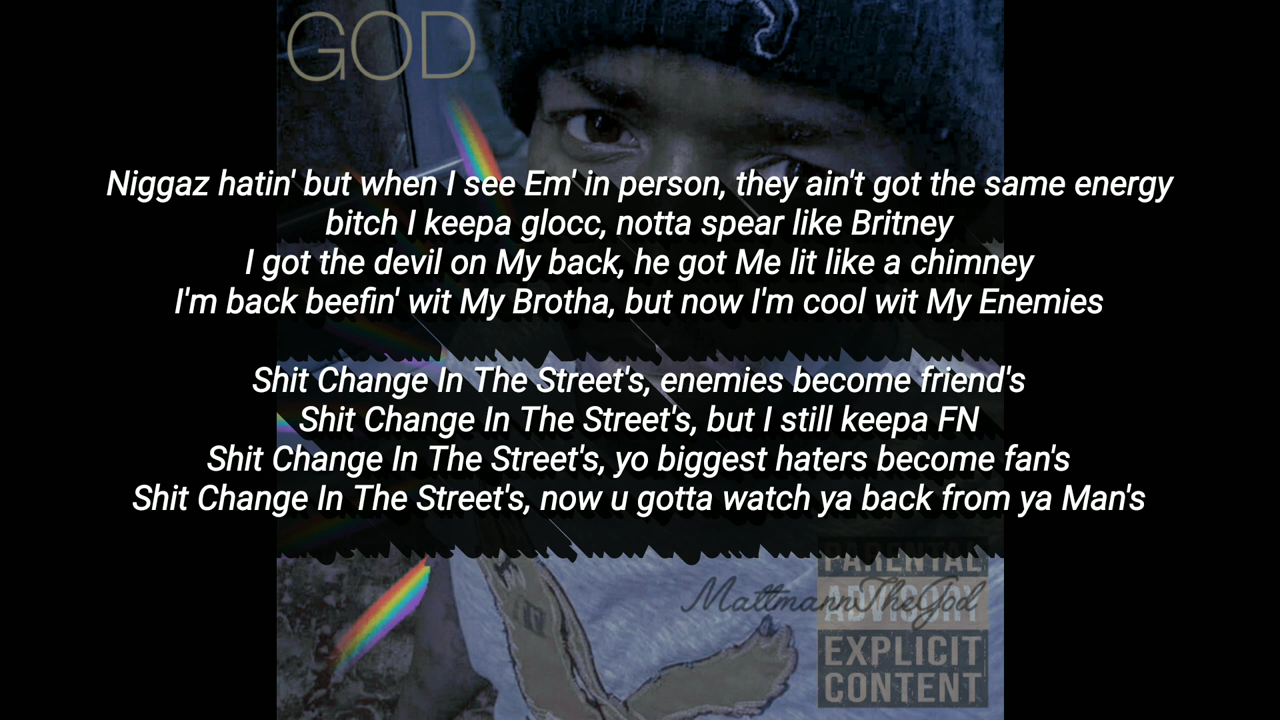 GOD
Niggaz hatin' but when I see Em' in person, they ain't got the same energy
bitch I keepa glocc, notta spear like Britney
I got the devil on My back, he got Me lit like a chimney
I'm back beefin' wit My Brotha, but now I'm cool wit My Enemies
Shit Change In The Street's, enemies become friend's
Shit Change In The Street's, but I still keepa FN
Shit Change In The Street's, yo biggest haters become fan's
Shit Change In The Street's, now u gotta watch ya back from ya Man's
PARENTAL
MattmannTheGod
ADVISORY
EXPLICIT
CONTENT